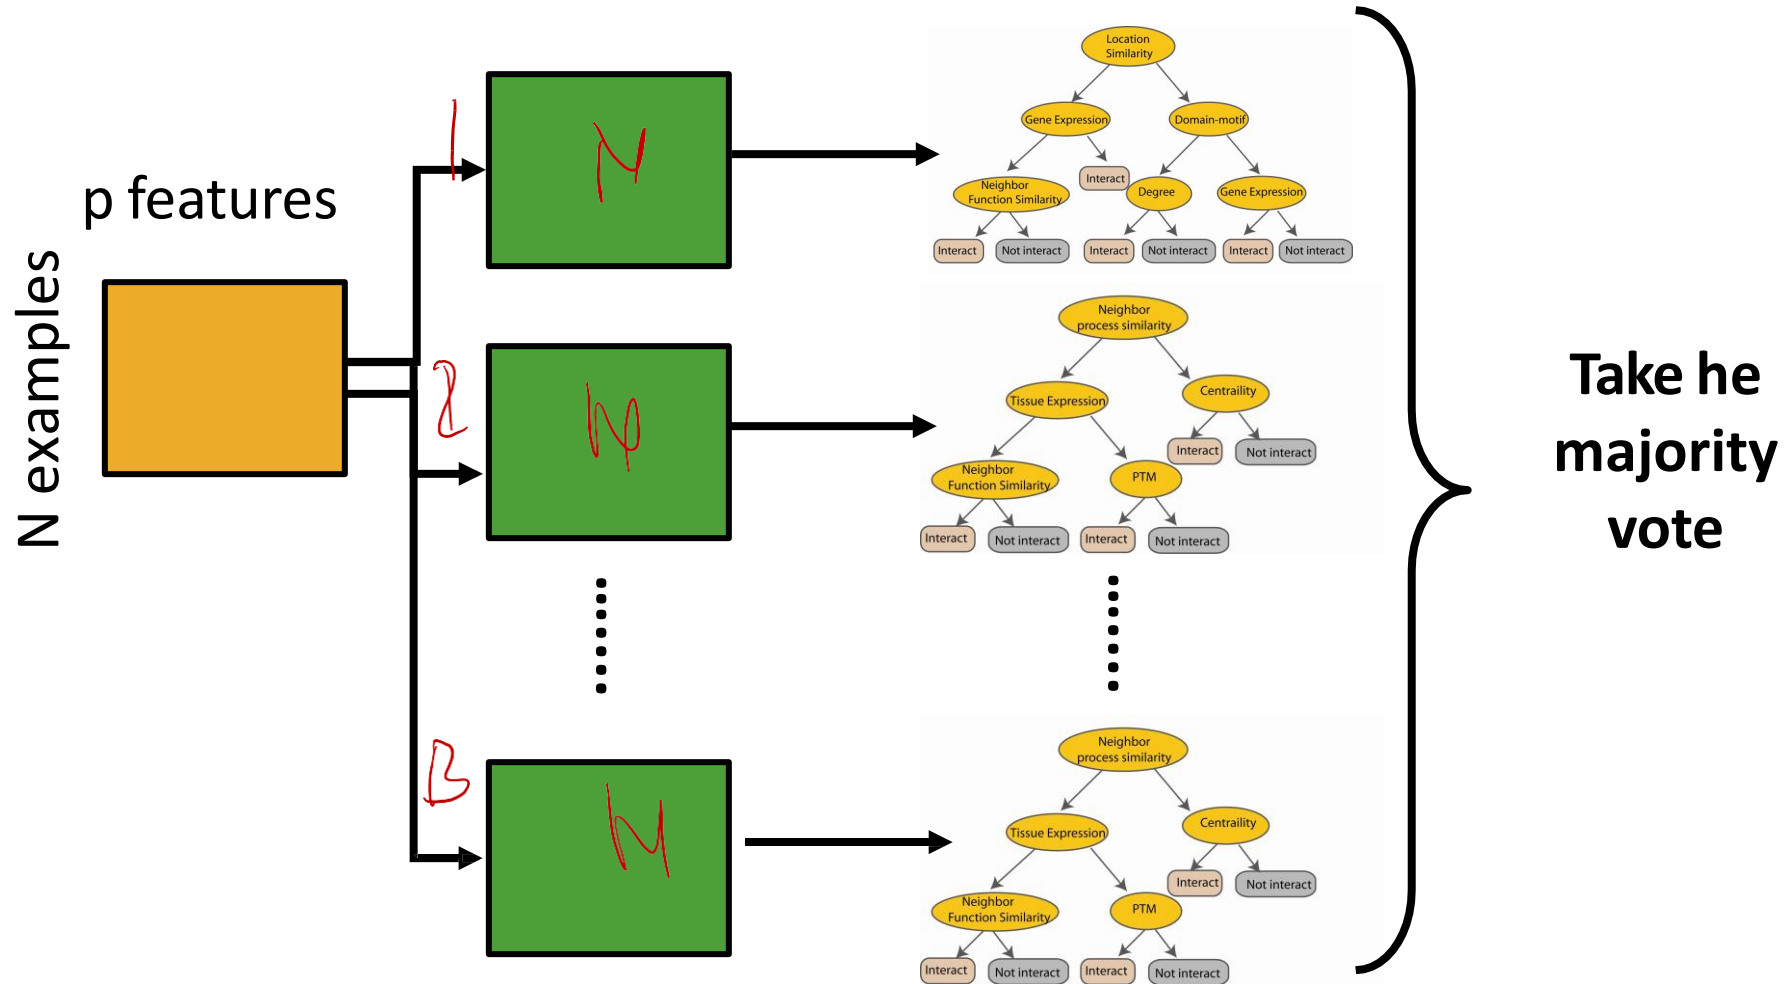 p features
N examples
1
N
2
N
B
N
Location
Similarity
Gene Expression
Domain-motif
Interact
Neighbor
Function Similarity
Degree
Gene Expression
Interact
Not interact
Interact
Not interact
Interact
Not interact
Neighbor
process similarity
Tissue Expression
Centraility
Interact
Not interact
Neighbor
Function Similarity
PTM
Interact
Not interact
Interact
Not interact
Neighbor
process similarity
Tissue Expression
Centraility
Interact
Not interact
Neighbor
Function Similarity
PTM
Interact
Not interact
Interact
Not interact
Take he
majority
vote